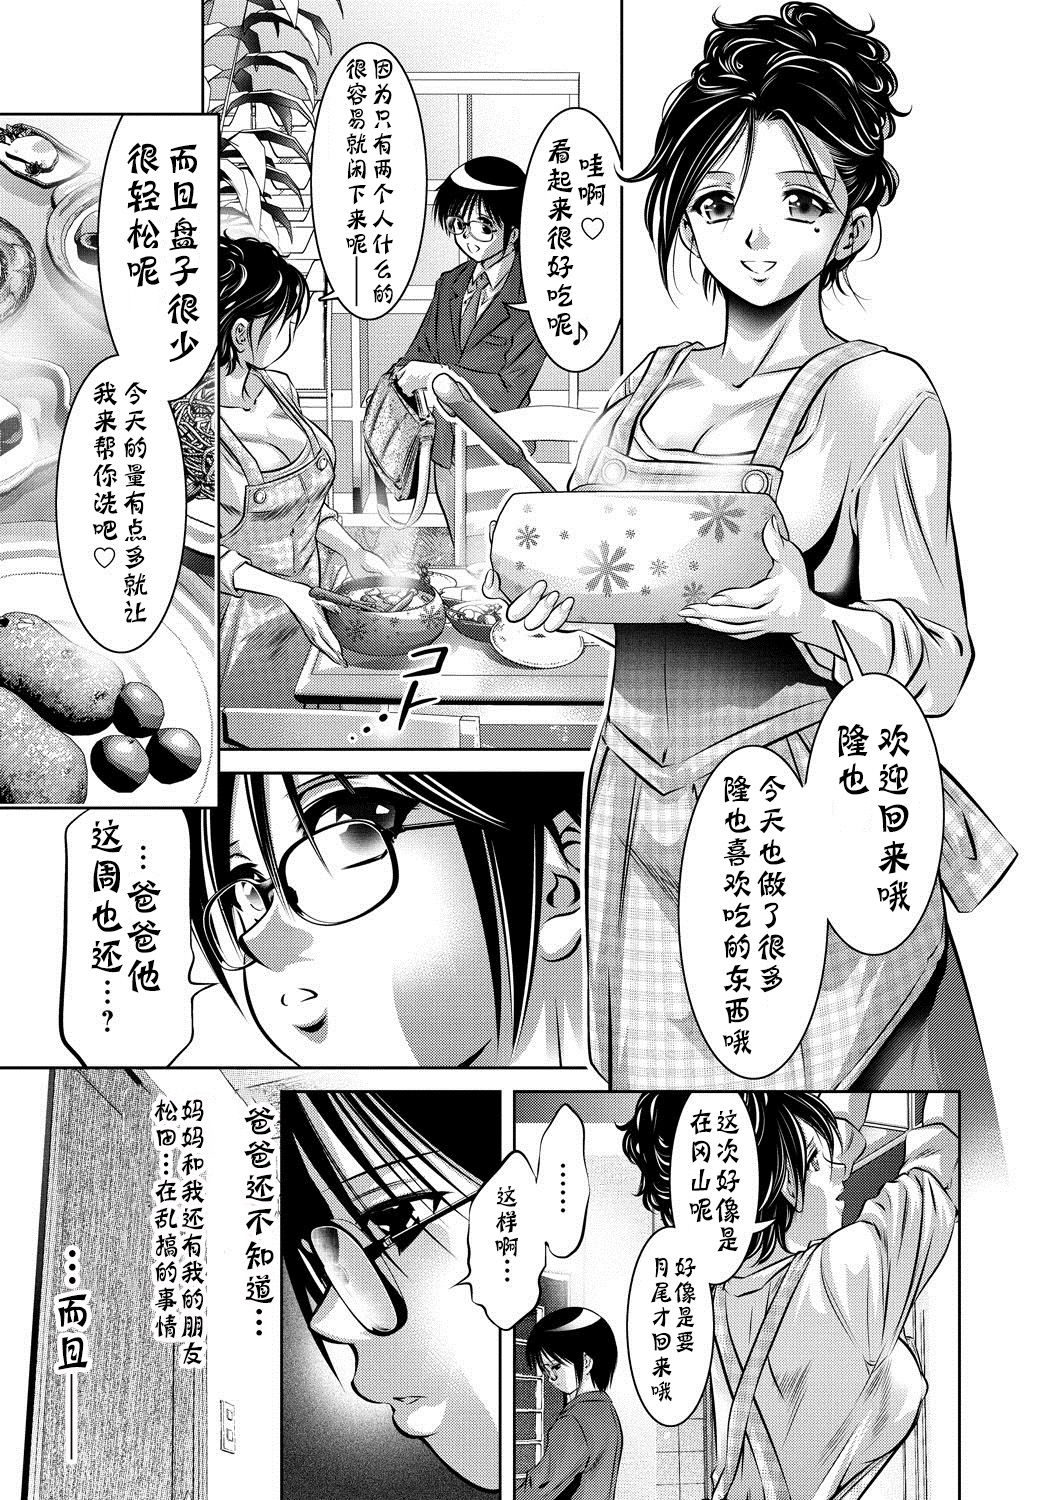 欢迎回来哦
隆也
今天也做了很多
隆也喜欢吃的东西哦
哇啊♡
看起来很好吃呢♪
因为只有两个人什么的
很容易就闲下来呢——
コトッ…
而且盘子很少
很轻松呢
今天的量有点多就让
我来帮你洗吧♡
…爸爸他
这周也还…?
这次好像是
在冈山呢
好像是要
月尾才回来哦
……
这样啊…
爸爸还不知道…
妈妈和我还有我的朋友
松田…在乱搞的事情
…而且——